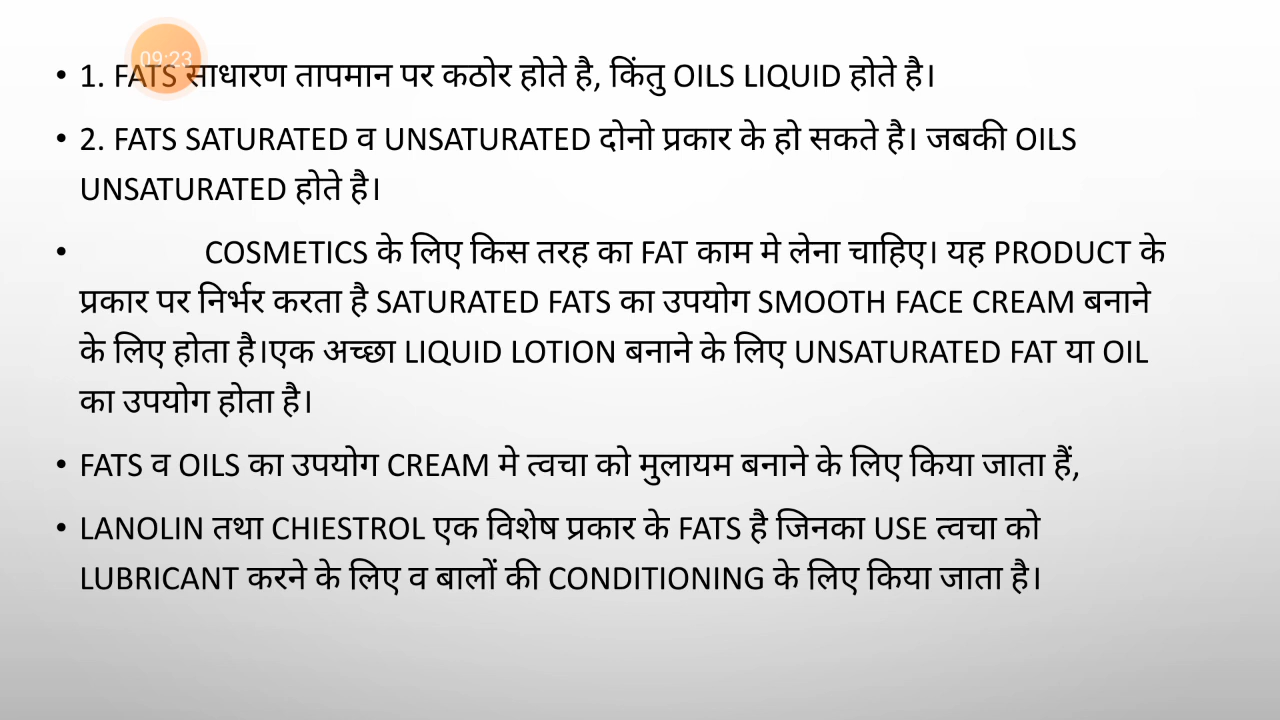 09:23
• 1. FATS साधारण तापमान पर कठोर होते है, किंतु OILS LIQUID होते है।
• 2. FATS SATURATED व UNSATURATED दोनो प्रकार के हो सकते है। जबकी OILS
UNSATURATED होते है।
• COSMETICS के लिए किस तरह का FAT काम मे लेना चाहिए। यह PRODUCT के
प्रकार पर निर्भर करता है SATURATED FATS का उपयोग SMOOTH FACE CREAM बनाने
के लिए होता है।एक अच्छा LIQUID LOTION बनाने के लिए UNSATURATED FAT या OIL
का उपयोग होता है।
• FATS व OILS का उपयोग CREAM मे त्वचा को मुलायम बनाने के लिए किया जाता हैं,
• LANOLIN तथा CHIESTROL एक विशेष प्रकार के FATS है जिनका USE त्वचा को
LUBRICANT करने के लिए व बालों की CONDITIONING के लिए किया जाता है।